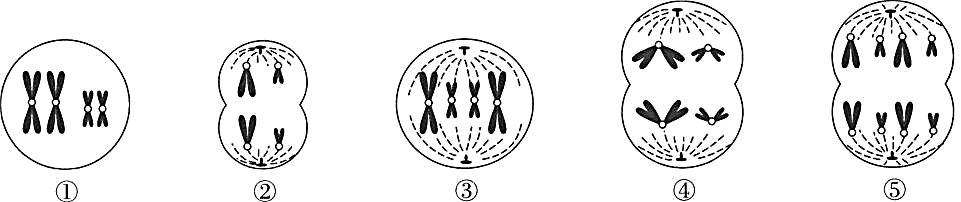 ① ② ③ ④ ⑤